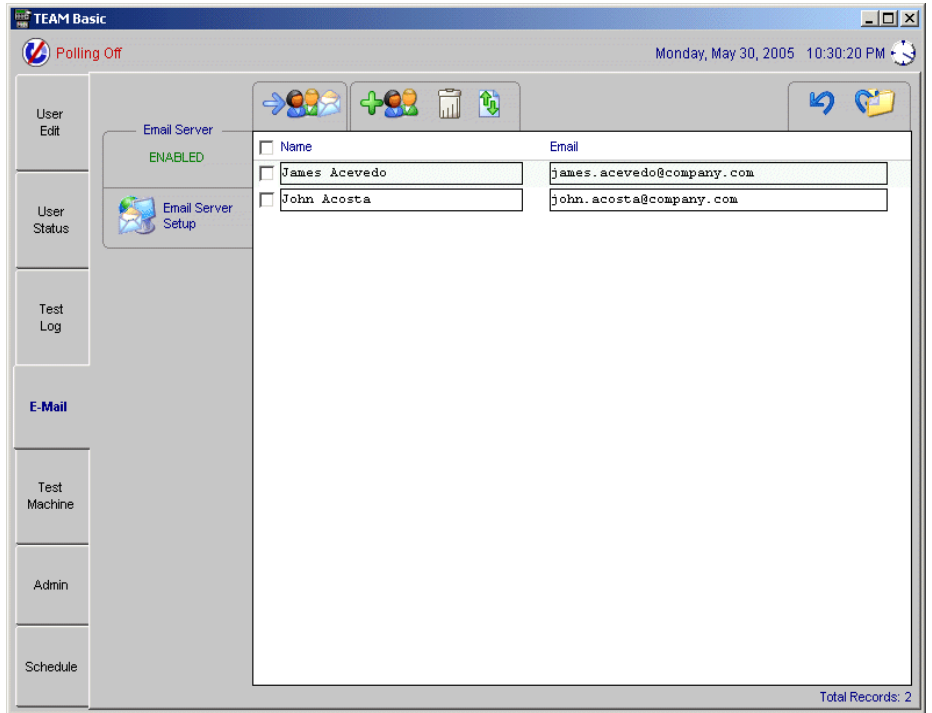 TEAM Basic
Polling Off
Monday, May 30, 2005 10:30:20 PM
User
Edit
User
Status
Test
Log
E-Mail
Test
Machine
Admin
Schedule
Email Server
ENABLED
Email Server
Setup
Name Email
James Acevedo james.acevedo@company.com
John Acosta john.acosta@company.com
Total Records: 2